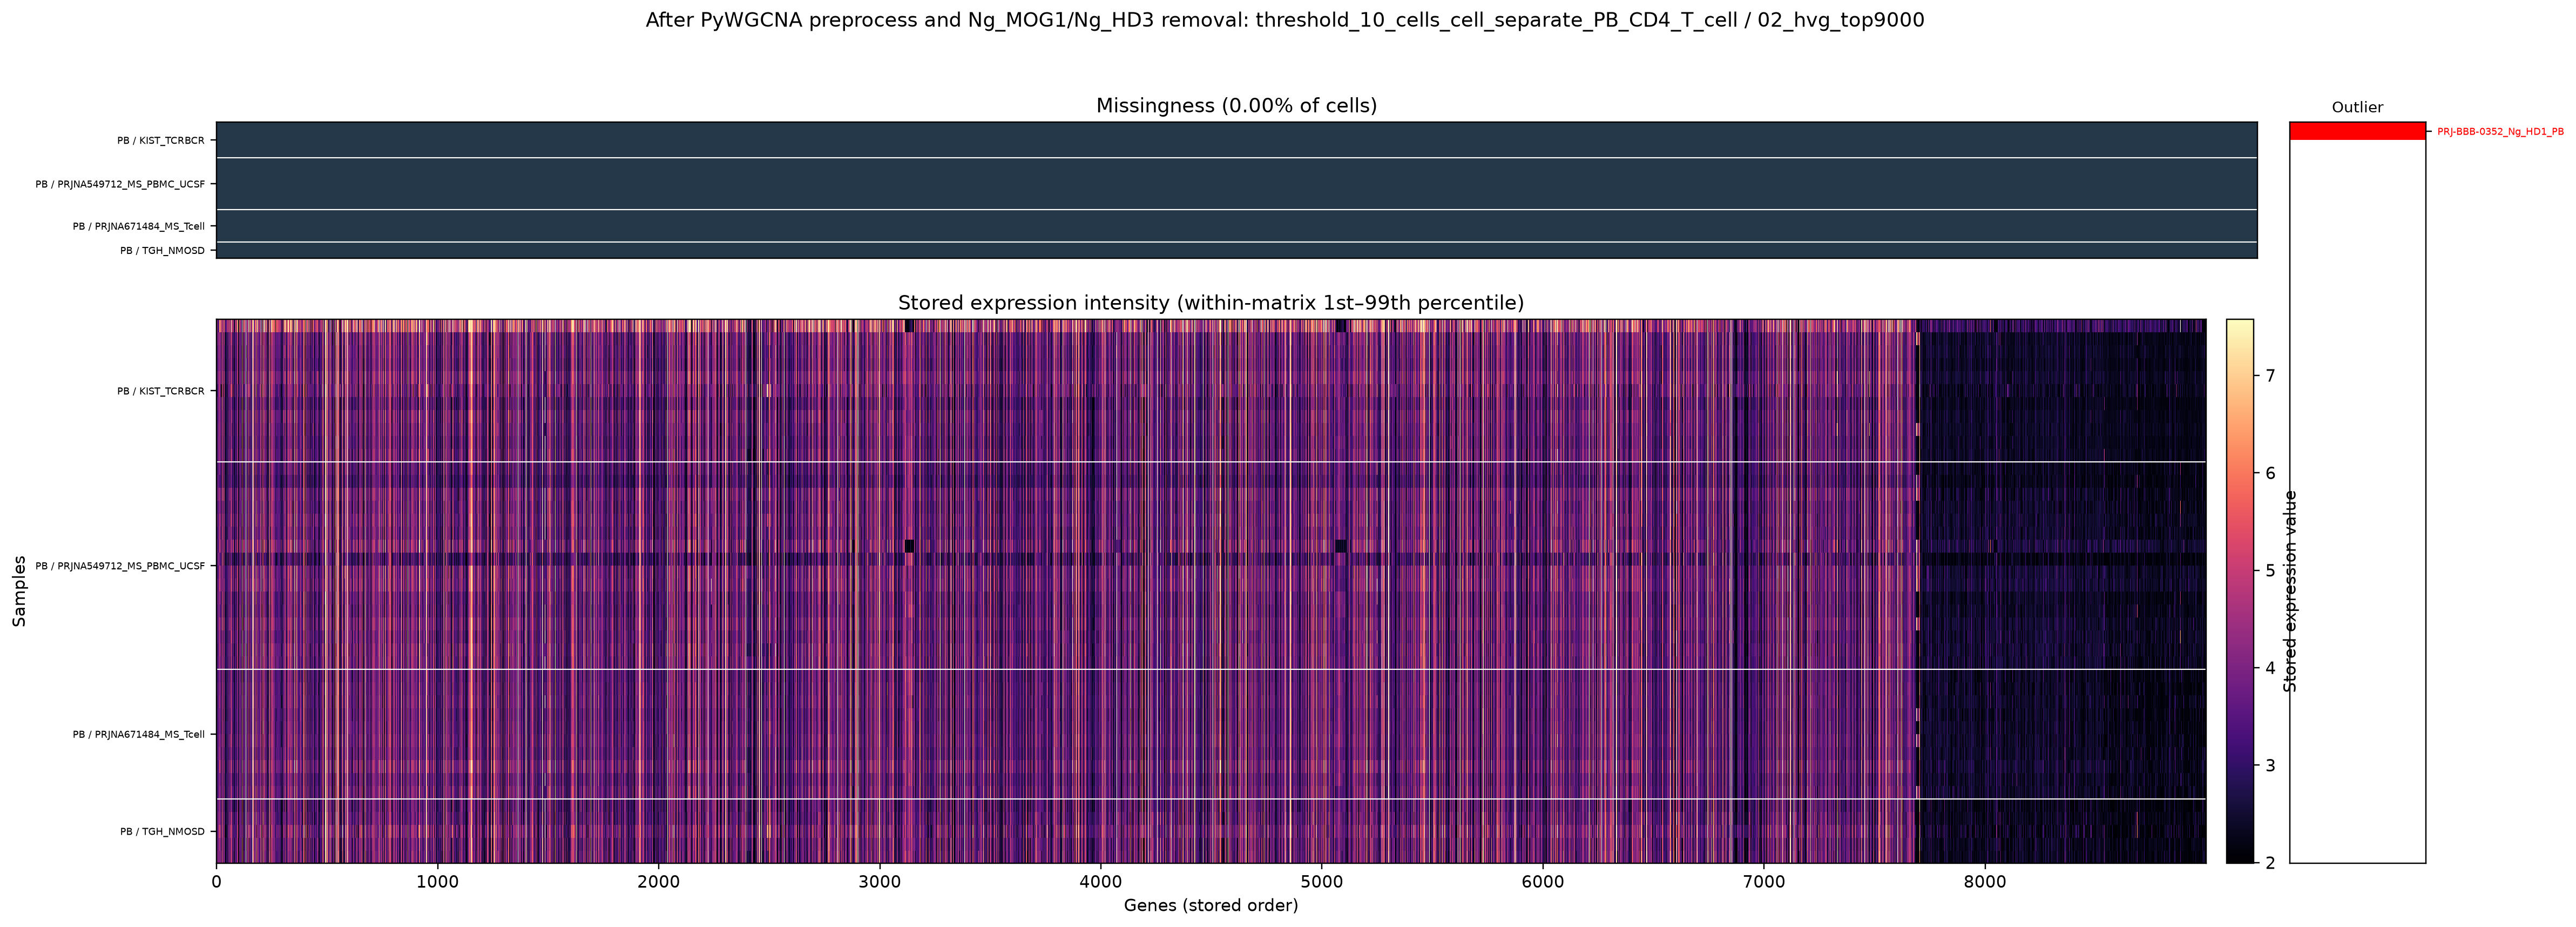 After PyWGCNA preprocess and Ng_MOG1/Ng_HD3 removal: threshold_10_cells_cell_separate_PB_CD4_T_cell / 02_hvg_top9000
Missingness (0.00% of cells)
PB / KIST_TCRBCR
PB / PRJNA549712_MS_PBMC_UCSF
PB / PRJNA671484_MS_Tcell
PB / TGH_NMOSD
Outlier
PRJ-BBB-0352_Ng_HD1_PB
Stored expression intensity (within-matrix 1st–99th percentile)
Samples
PB / KIST_TCRBCR
PB / PRJNA549712_MS_PBMC_UCSF
PB / PRJNA671484_MS_Tcell
PB / TGH_NMOSD
0 1000 2000 3000 4000 5000 6000 7000 8000
Genes (stored order)
7
6
5
4
3
2
Stored expression value